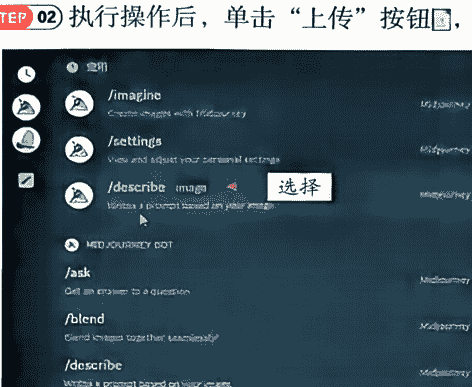 STEP 02 执行操作后，单击“上传”按钮，
常用
/imagine
Create images with Midjourney
Midjourney
/settings
View and adjust your personal settings
Midjourney
/describe image
选择
Writes a prompt based on your image.
Midjourney
MIDJOURNEY BOT
/ask
Get an answer to a question
Midjourney
/blend
Blend images together seamlessly!
Midjourney
/describe
Writes a prompt based on your image.
Midjourney